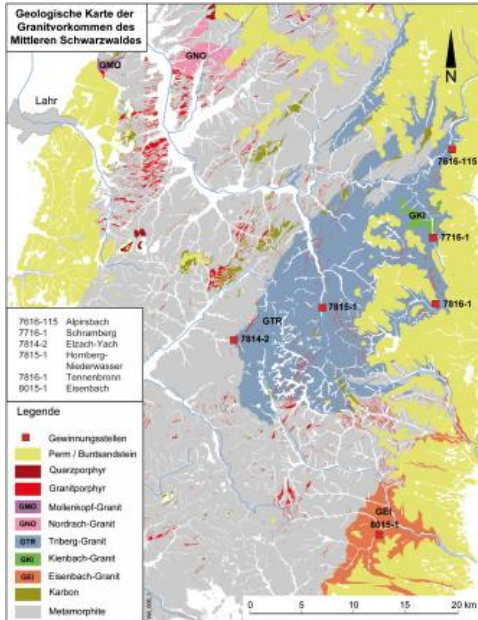 Geologische Karte der
Granitvorkommen des
Mittleren Schwarzwaldes
GMO
GNO
N
Lahr
7616-115
GKI
7716-1
7816-1
7815-1
GTR
7814-2
7616-115 Alpirsbach
7716-1 Schramberg
7814-2 Elzach-Yach
7815-1 Hornberg-
Niederwasser
7816-1 Tennenbronn
8015-1 Eisenbach
Legende
Gewinnungsstellen
Perm / Buntsandstein
Quarzporphyr
Granitporphyr
GMO Mollenkopf-Granit
GNO Nordrach-Granit
GTR Triberg-Granit
GKI Kienbach-Granit
GEI Eisenbach-Granit
Karbon
Metamorphite
GEI
8015-1
0 5 10 15 20 km